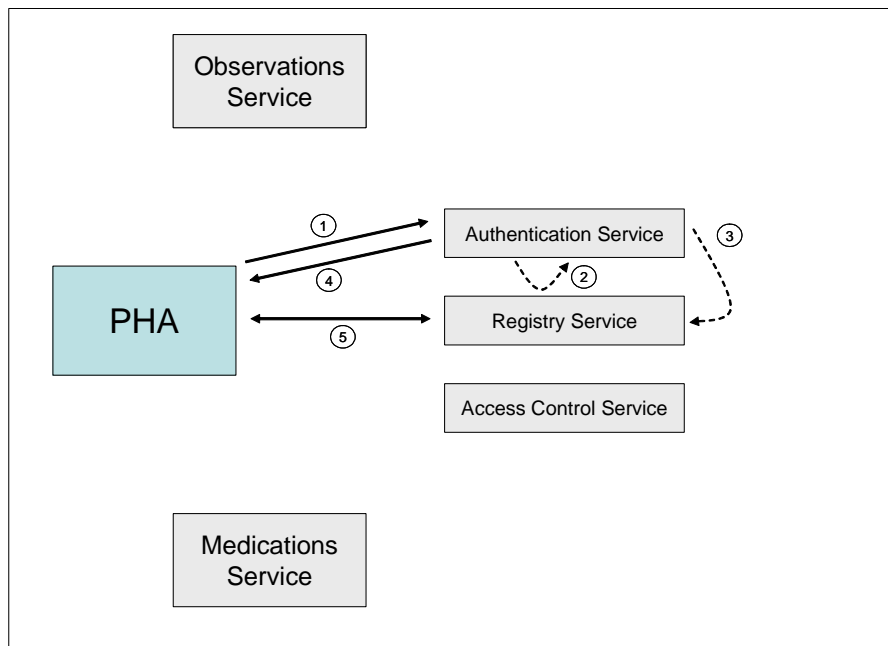 Observations
Service
1
Authentication Service
3
4
2
PHA
Registry Service
5
Access Control Service
Medications
Service